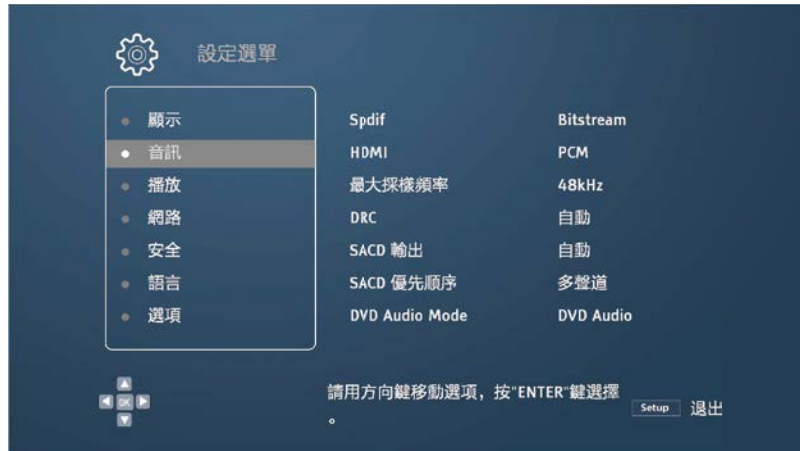 設定選單
顯示
音訊
播放
網路
安全
語言
選項
Spdif Bitstream
HDMI PCM
最大採樣頻率 48kHz
DRC 自動
SACD 輸出 自動
SACD 優先順序 多聲道
DVD Audio Mode DVD Audio
OK
請用方向鍵移動選項，按"ENTER"鍵選擇
。
Setup 退出